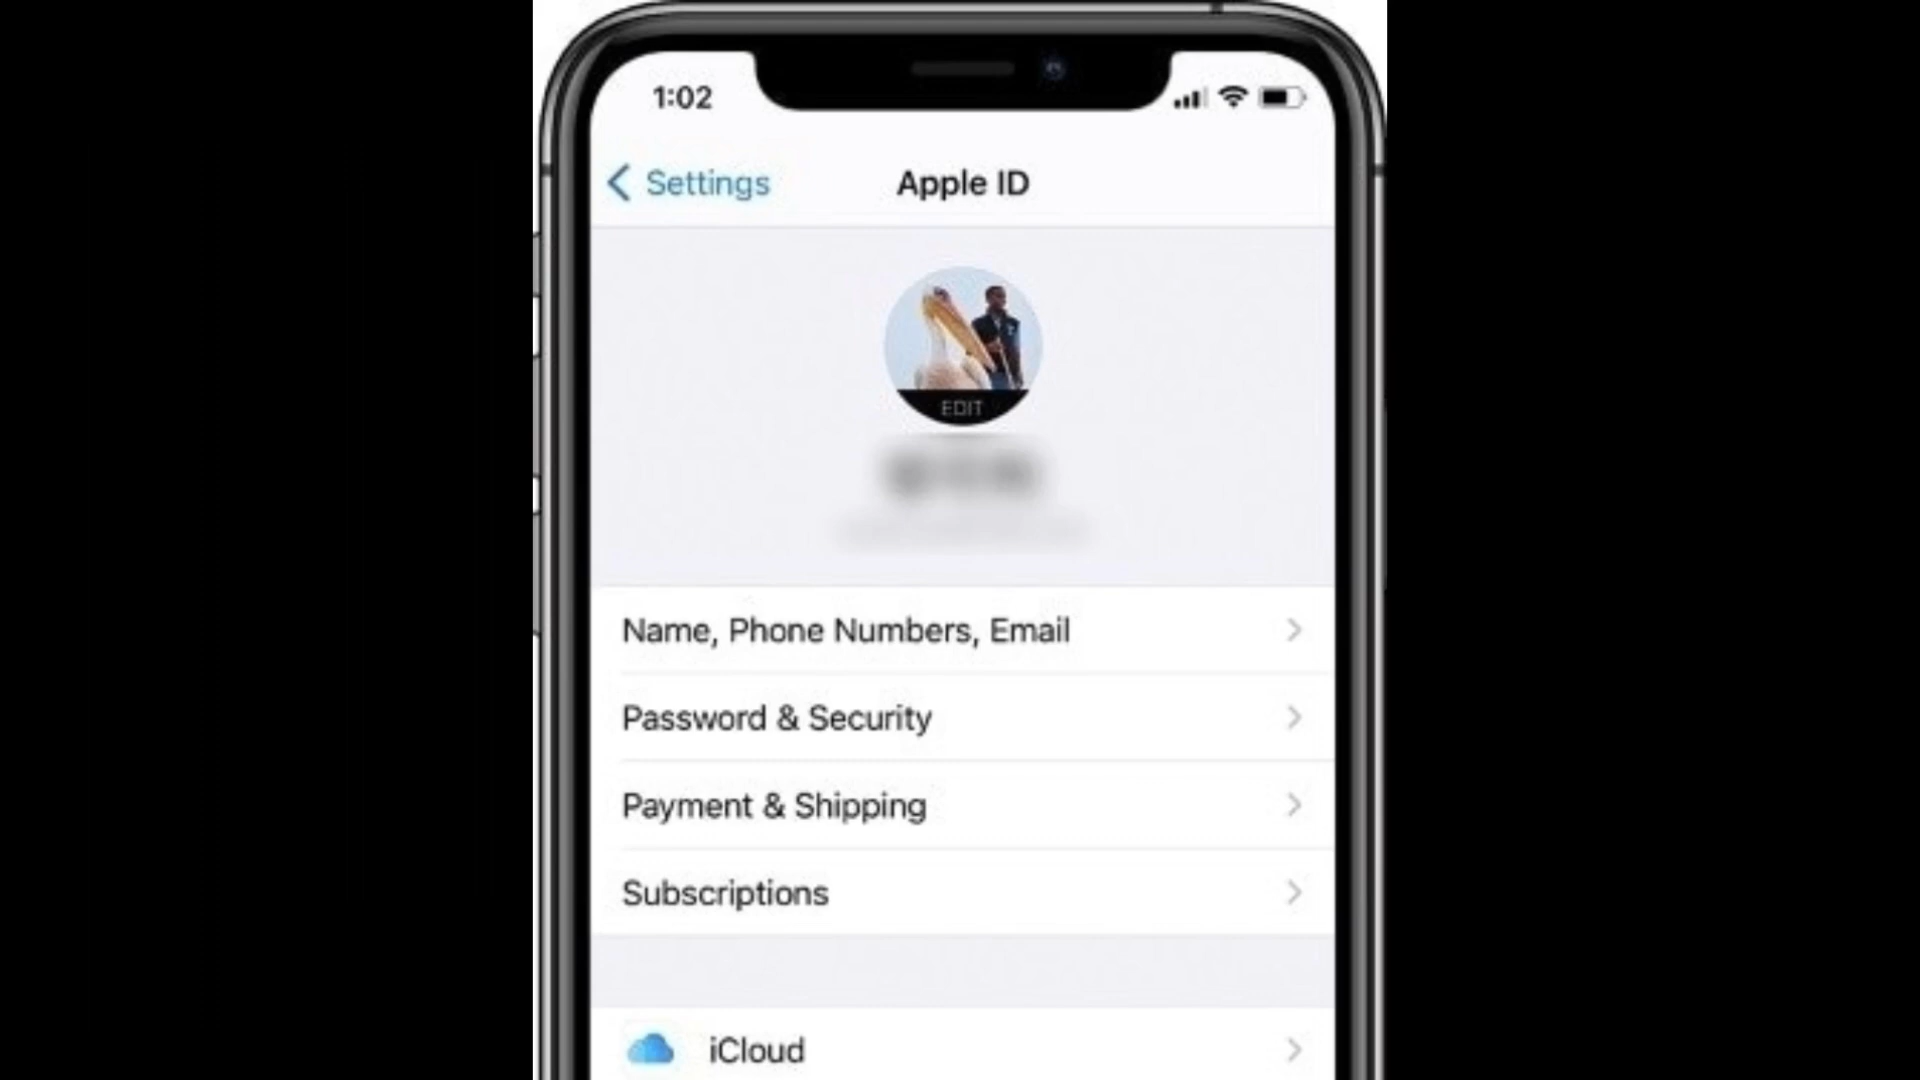 1:02
Settings
Apple ID
EDIT
Name, Phone Numbers, Email
Password & Security
Payment & Shipping
Subscriptions
iCloud